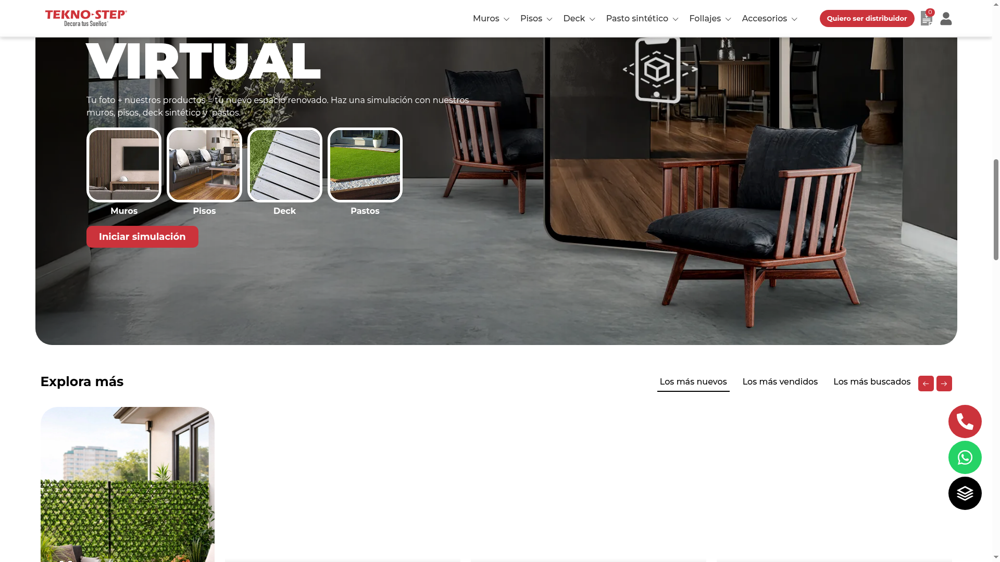 TEKNO-STEP
Decora tus Sueños
Muros
Pisos
Deck
Pasto sintético
Follajes
Accesorios
Quiero ser distribuidor
0
VIRTUAL
Tu foto + nuestros productos = tu nuevo espacio renovado. Haz una simulación con nuestros
muros, pisos, deck sintético y pastos.
Muros
Pisos
Deck
Pastos
Iniciar simulación
Explora más
Los más nuevos
Los más vendidos
Los más buscados